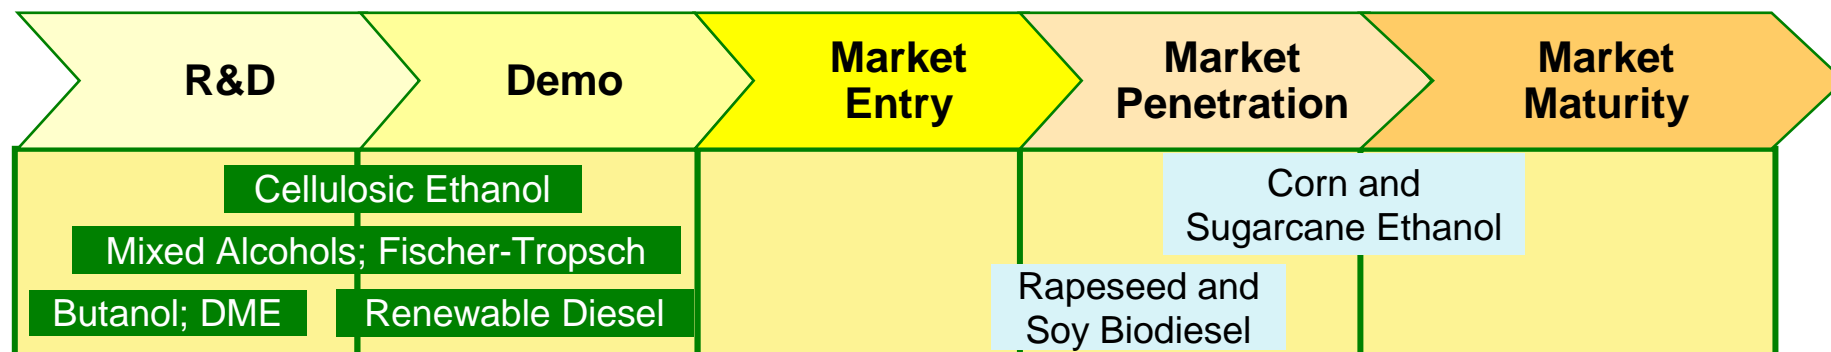 R&D
Demo
Market
Entry
Market
Penetration
Market
Maturity
Cellulosic Ethanol
Corn and
Sugarcane Ethanol
Mixed Alcohols; Fischer-Tropsch
Butanol; DME
Renewable Diesel
Rapeseed and
Soy Biodiesel